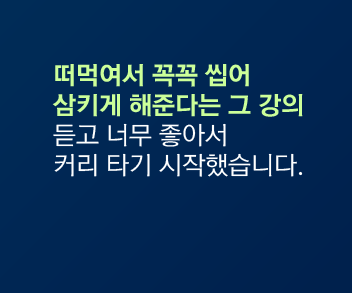 떠먹여서 꼭꼭 씹어
삼키게 해준다는 그 강의
듣고 너무 좋아서
커리 타기 시작했습니다.